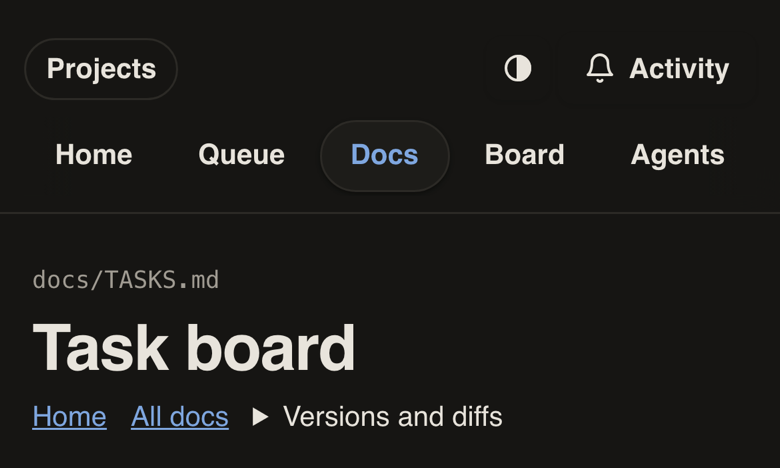 Projects Activity
Home Queue Docs Board Agents
docs/TASKS.md
Task board
Home All docs ▶ Versions and diffs